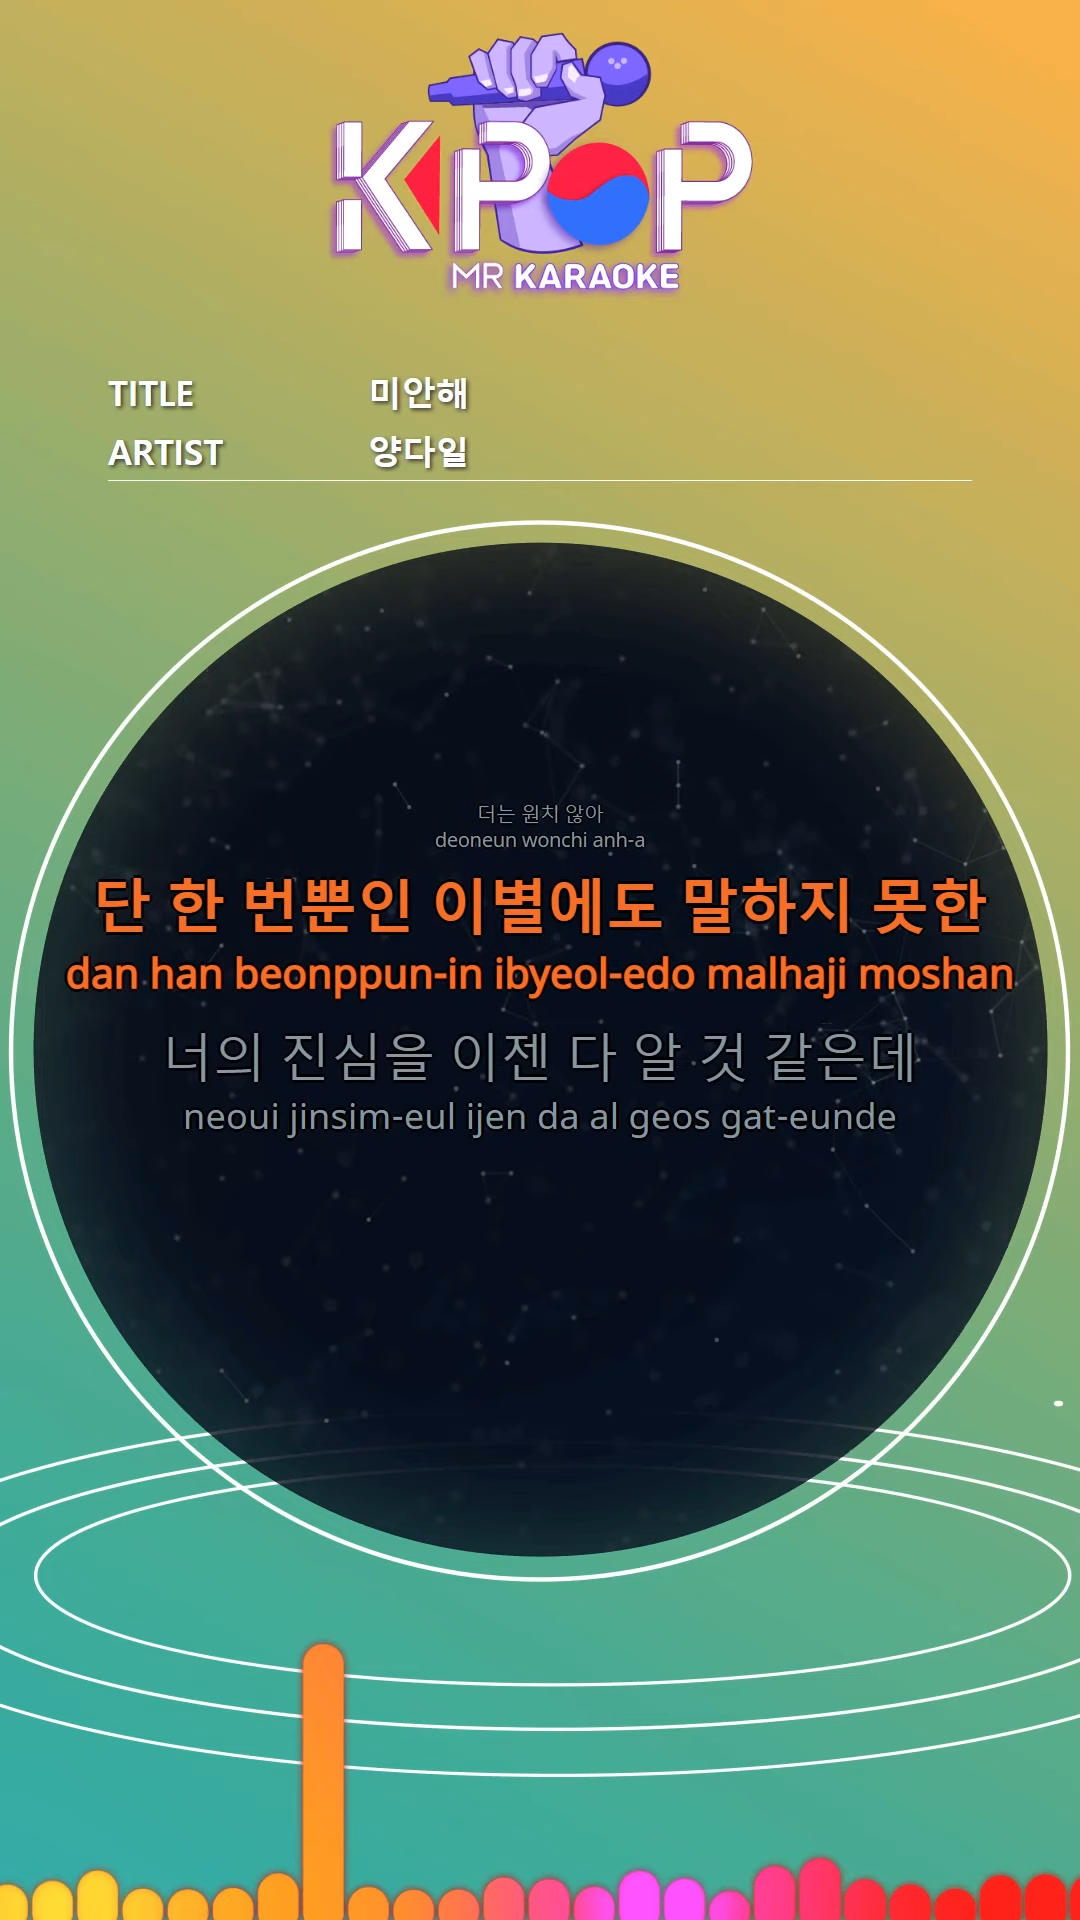 KPOP
MR KARAOKE
TITLE 미안해
ARTIST 양다일
더는 원치 않아
deoneun wonchi anh-a
단 한 번뿐인 이별에도 말하지 못한
dan han beonppun-in ibyeol-edo malhaji moshan
너의 진심을 이젠 다 알 것 같은데
neoui jinsim-eul ijen da al geos gat-eunde